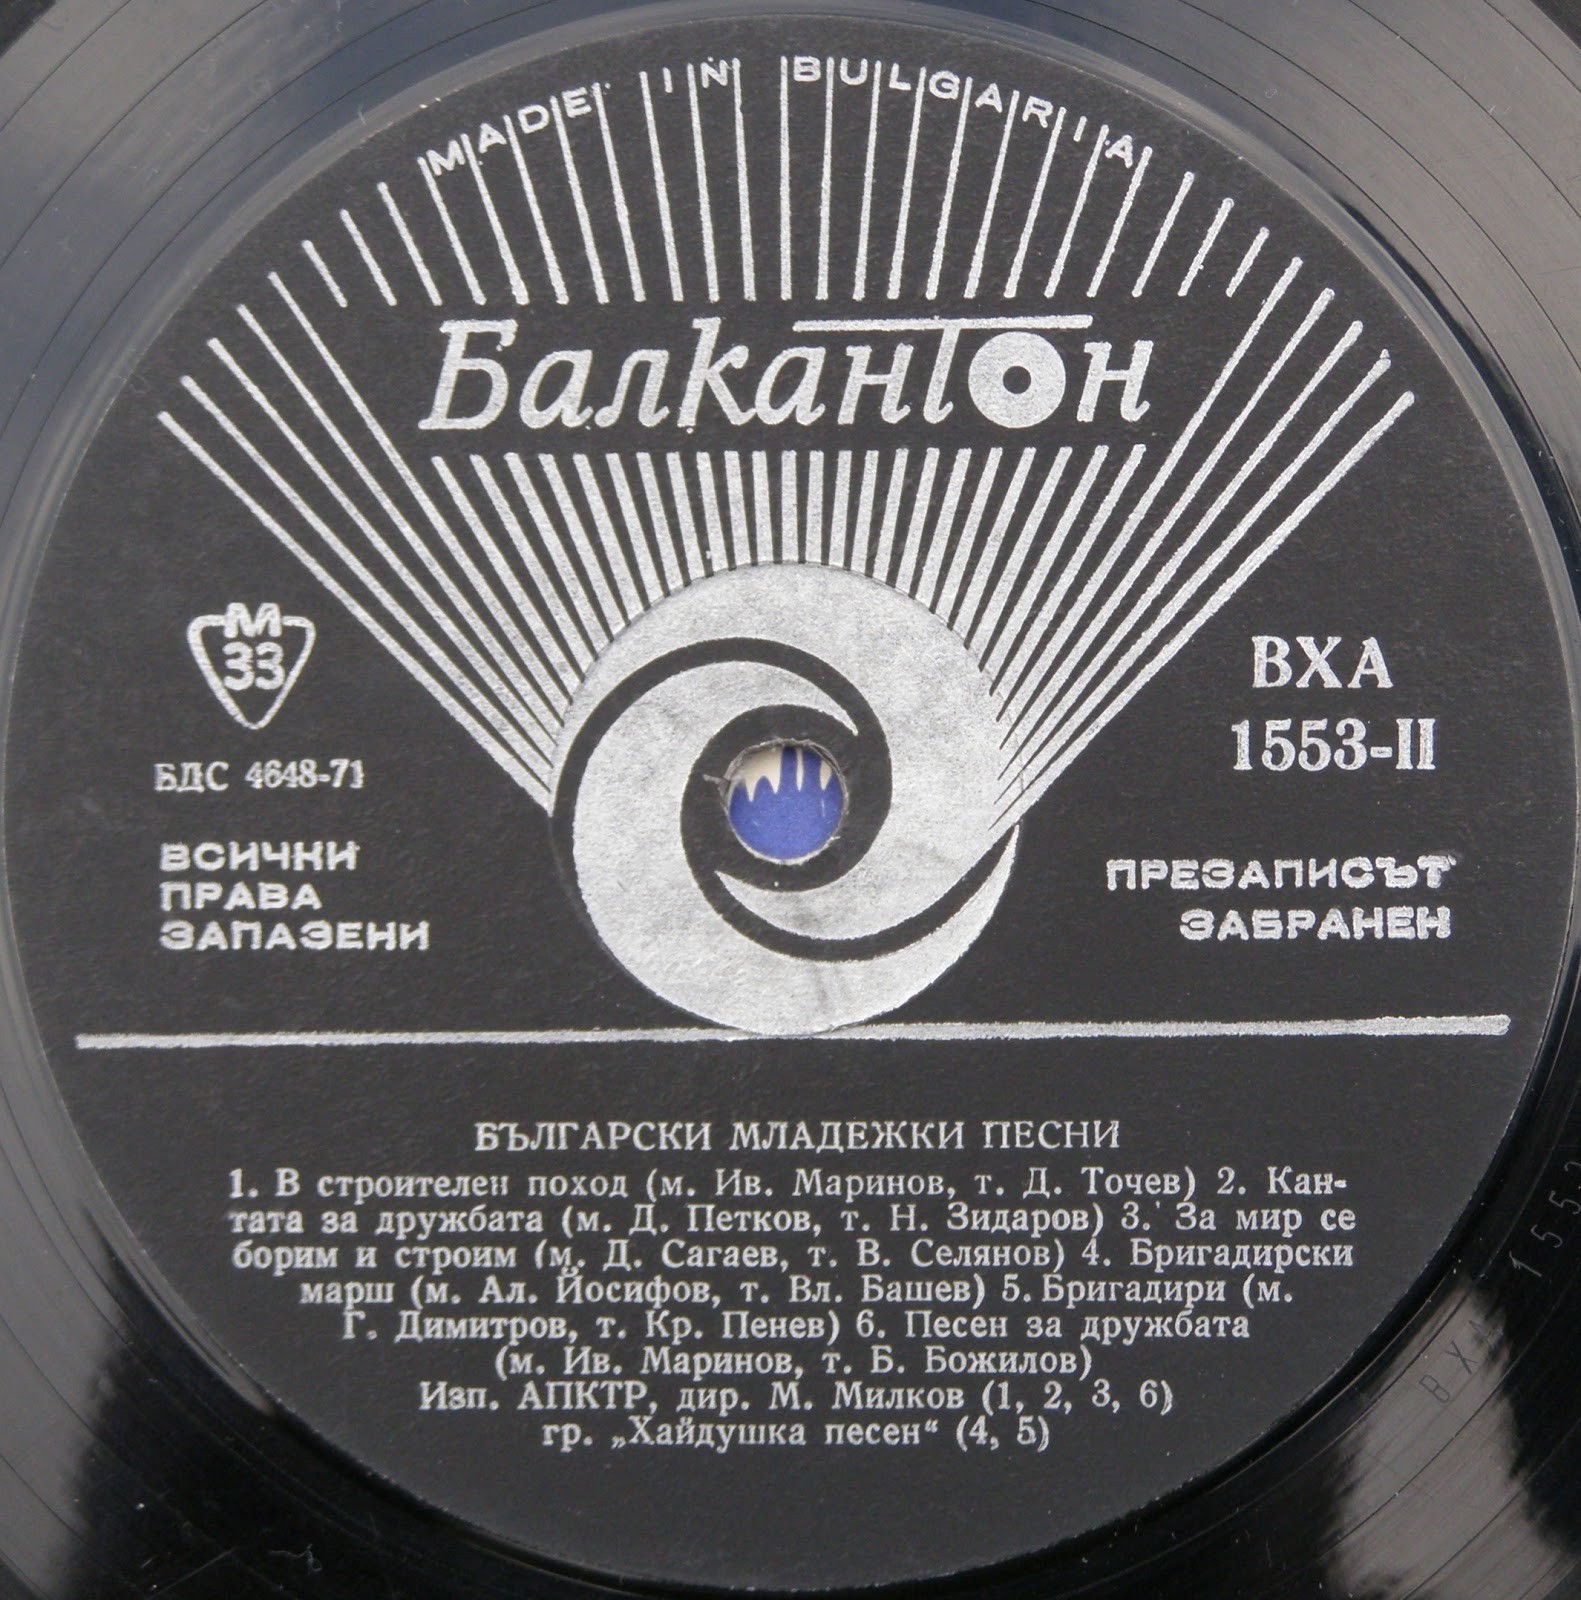 MADE IN BULGARIA
Балкантон
М
33
БДС 4648-71
ВСИЧКИ
ПРАВА
ЗАПАЗЕНИ
ВХА
1553-II
ПРЕЗАПИСЪТ
ЗАБРАНЕН
БЪЛГАРСКИ МЛАДЕЖКИ ПЕСНИ
1. В строителен поход (м. Ив. Маринов, т. Д. Точев) 2. Кан-
тата за дружбата (м. Д. Петков, т. Н. Зидаров) 3. За мир се
борим и строим (м. Д. Сагаев, т. В. Селянов) 4. Бригадирски
марш (м. Ал. Йосифов, т. Вл. Башев) 5. Бригадири (м.
Г. Димитров, т. Кр. Пенев) 6. Песен за дружбата
(м. Ив. Маринов, т. Б. Божилов)
Изп. АПКТР, дир. М. Милков (1, 2, 3, 6)
гр. „Хайдушка песен“ (4, 5)